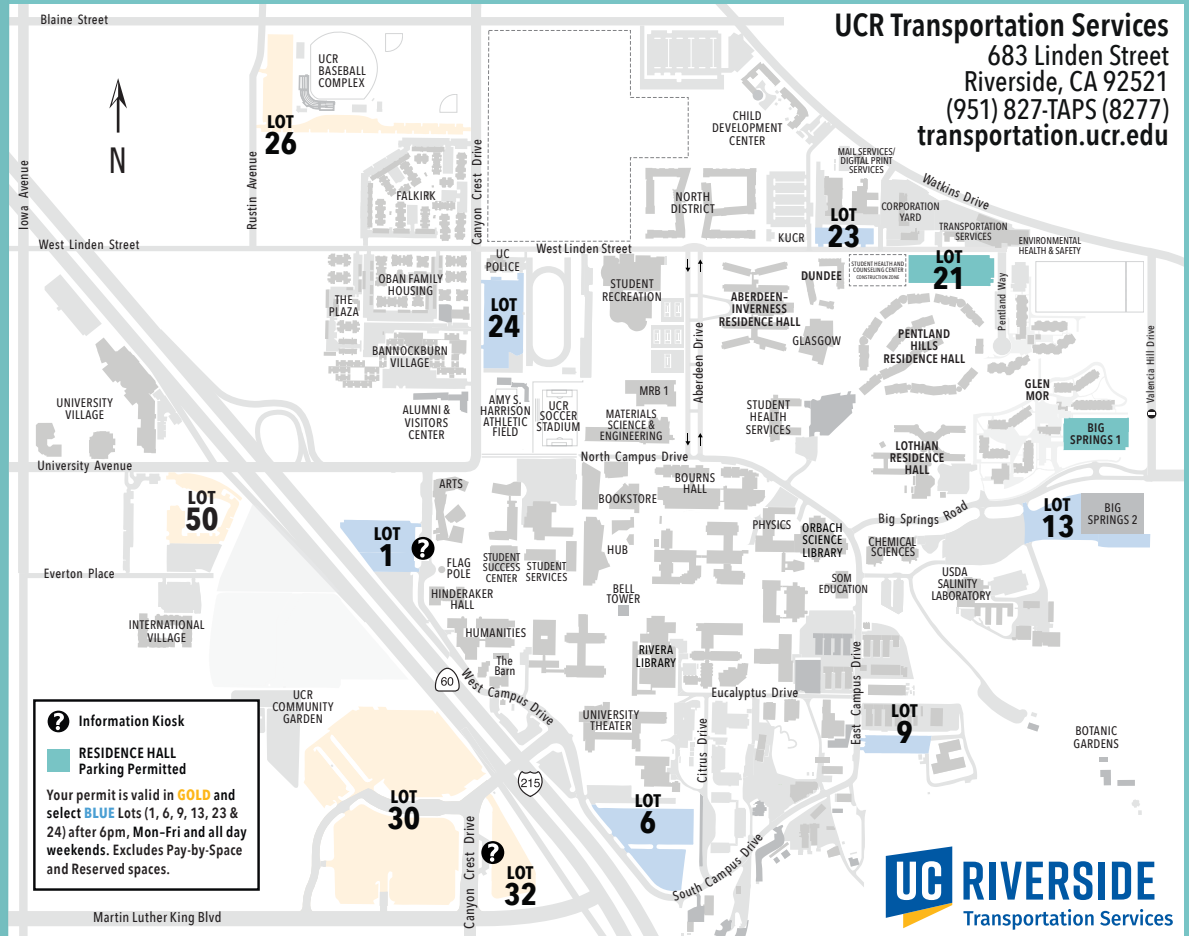 Blaine Street
UCR Transportation Services
683 Linden Street
Riverside, CA 92521
(951) 827-TAPS (8277)
transportation.ucr.edu
UCR
BASEBALL
COMPLEX
LOT
26
N
CHILD
DEVELOPMENT
CENTER
MAIL SERVICES/
DIGITAL PRINT
SERVICES
Watkins Drive
Iowa Avenue
Rustin Avenue
Canyon Crest Drive
FALKIRK
NORTH
DISTRICT
LOT
23
CORPORATION
YARD
TRANSPORTATION
SERVICES
ENVIRONMENTAL
HEALTH & SAFETY
KUCR
West Linden Street
West Linden Street
UC
POLICE
OBAN FAMILY
HOUSING
THE
PLAZA
LOT
24
STUDENT
RECREATION
DUNDEE
STUDENT HEALTH AND
COUNSELING CENTER
CONSTRUCTION ZONE
LOT
21
ABERDEEN–
INVERNESS
RESIDENCE HALL
Aberdeen Drive
GLASGOW
PENTLAND
HILLS
RESIDENCE HALL
Pentland Way
Valencia Hill Drive
BANNOCKBURN
VILLAGE
UNIVERSITY
VILLAGE
ALUMNI &
VISITORS
CENTER
AMY S.
HARRISON
ATHLETIC
FIELD
UCR
SOCCER
STADIUM
MRB 1
MATERIALS
SCIENCE &
ENGINEERING
STUDENT
HEALTH
SERVICES
GLEN
MOR
BIG
SPRINGS 1
LOTHIAN
RESIDENCE
HALL
University Avenue
North Campus Drive
LOT
50
ARTS
BOOKSTORE
BOURNS
HALL
Big Springs Road
LOT
13
BIG
SPRINGS 2
LOT
1
?
PHYSICS
ORBACH
SCIENCE
LIBRARY
CHEMICAL
SCIENCES
FLAG
POLE
STUDENT
SUCCESS
CENTER
STUDENT
SERVICES
HUB
Everton Place
HINDERAKER
HALL
BELL
TOWER
SOM
EDUCATION
USDA
SALINITY
LABORATORY
INTERNATIONAL
VILLAGE
HUMANITIES
The
Barn
RIVERA
LIBRARY
60
West Campus Drive
Eucalyptus Drive
East Campus Drive
UCR
COMMUNITY
GARDEN
UNIVERSITY
THEATER
Citrus Drive
LOT
9
BOTANIC
GARDENS
? Information Kiosk
RESIDENCE HALL
Parking Permitted
Your permit is valid in GOLD and
select BLUE Lots (1, 6, 9, 13, 23 &
24) after 6pm, Mon–Fri and all day
weekends. Excludes Pay-by-Space
and Reserved spaces.
215
LOT
30
LOT
6
Canyon Crest Drive
?
LOT
32
South Campus Drive
Martin Luther King Blvd
UC RIVERSIDE
Transportation Services